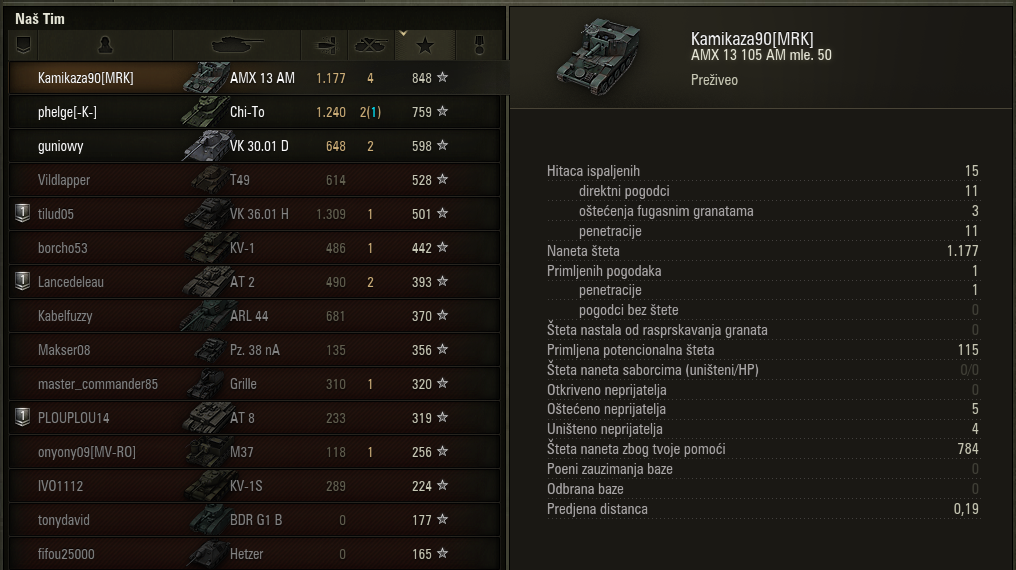 Naš Tim
Kamikaza90[MRK] AMX 13 AM 1.177 4 848
phelge[-K-] Chi-To 1.240 2(1) 759
guniowy VK 30.01 D 648 2 598
Vildlapper T49 614 528
1 tilud05 VK 36.01 H 1.309 1 501
borcho53 KV-1 486 1 442
1 Lancedeleau AT 2 490 2 393
Kabelfuzzy ARL 44 681 370
Makser08 Pz. 38 nA 135 356
master_commander85 Grille 310 1 320
1 PLOUPLOU14 AT 8 233 319
onyony09[MV-RO] M37 118 1 256
IVO1112 KV-1S 289 224
tonydavid BDR G1 B 0 177
fifou25000 Hetzer 0 165
Kamikaza90[MRK]
AMX 13 105 AM mle. 50
Preživeo
Hitaca ispaljenih 15
direktni pogodci 11
oštećenja fugasnim granatama 3
penetracije 11
Naneta šteta 1.177
Primljenih pogodaka 1
penetracije 1
pogodci bez štete 0
Šteta nastala od rasprskavanja granata 0
Primljena potencionalna šteta 115
Šteta naneta saborcima (uništeni/HP) 0/0
Otkriveno neprijatelja 0
Oštećeno neprijatelja 5
Uništeno neprijatelja 4
Šteta naneta zbog tvoje pomoći 784
Poeni zauzimanja baze 0
Odbrana baze 0
Predjena distanca 0,19